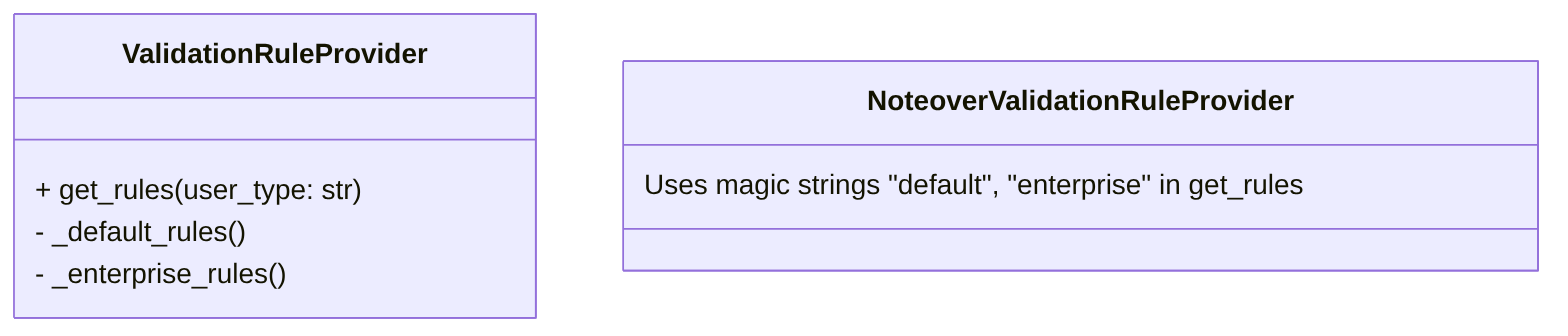 ValidationRuleProvider
+ get_rules(user_type: str)
- _default_rules()
- _enterprise_rules()
NoteoverValidationRuleProvider
Uses magic strings "default", "enterprise" in get_rules